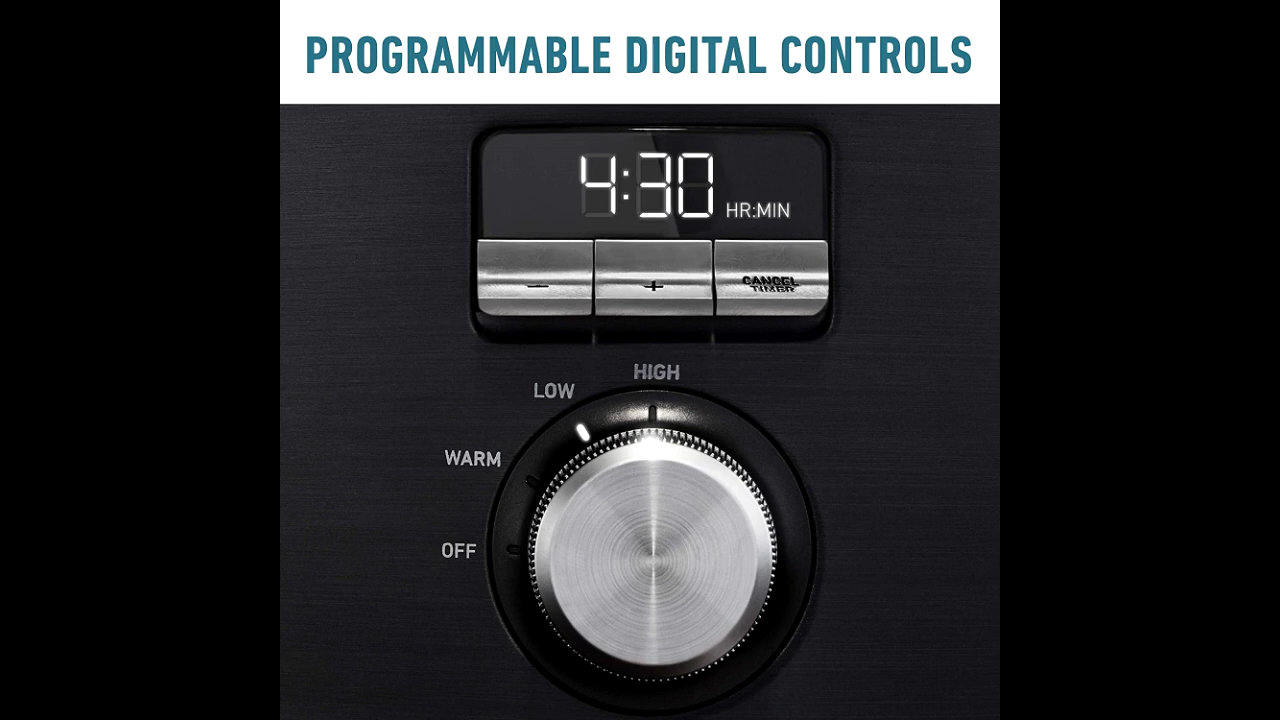 PROGRAMMABLE DIGITAL CONTROLS
4:30
HR:MIN
−
+
CANCEL
TIMER
HIGH
LOW
WARM
OFF